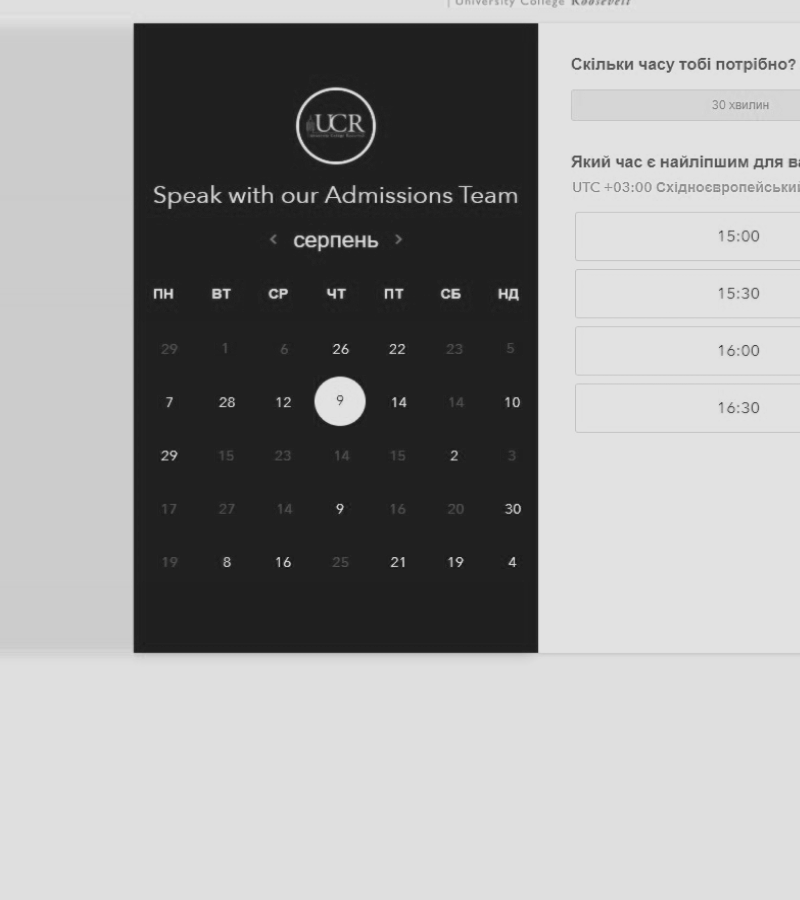 | University College Roosevelt
UCR
Speak with our Admissions Team
< серпень >
ПН ВТ СР ЧТ ПТ СБ НД
29 1 6 26 22 23 5
7 28 12 9 14 14 10
29 15 23 14 15 2 3
17 27 14 9 16 20 30
19 8 16 25 21 19 4
Скільки часу тобі потрібно?
30 хвилин
Який час є найліпшим для ва
UTC +03:00 Східноєвропейський
15:00
15:30
16:00
16:30